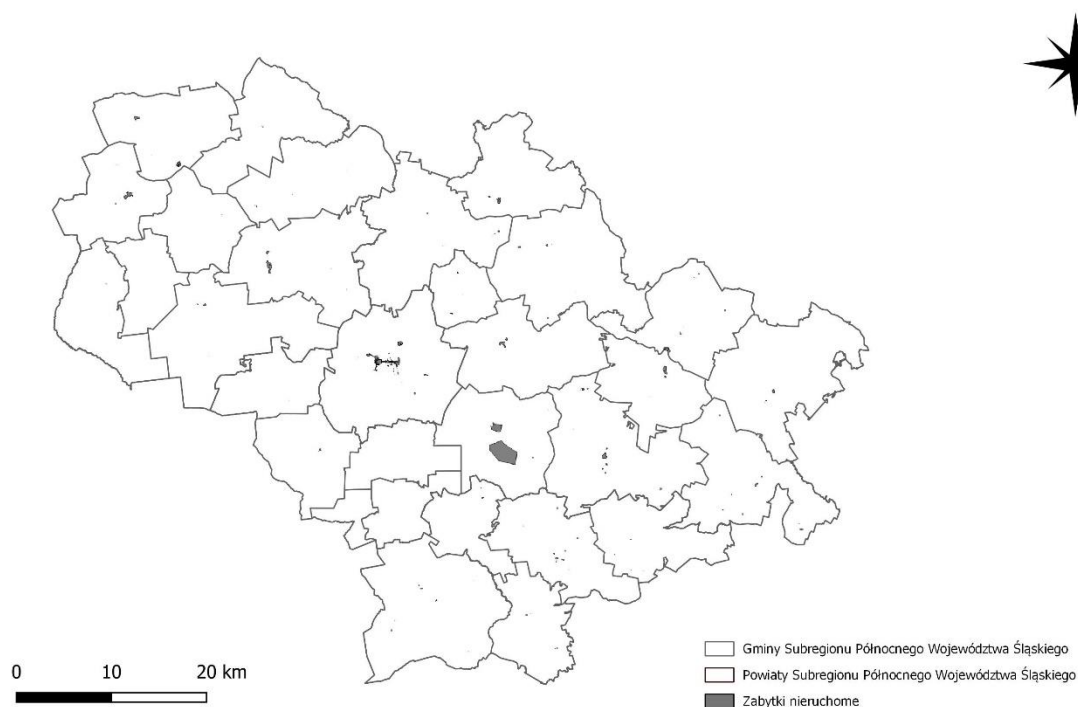 0 10 20 km
Gminy Subregionu Północnego Województwa Śląskiego
Powiaty Subregionu Północnego Województwa Śląskiego
Zabytki nieruchome